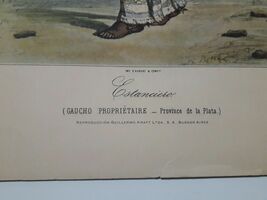 Estanciero
(GAUCHO PROPRIÉTAIRE — Province de la Plata.)
REPRODUCCIÓN GUILLERMO KRAFT LTDA. S. A. BUENOS AIRES